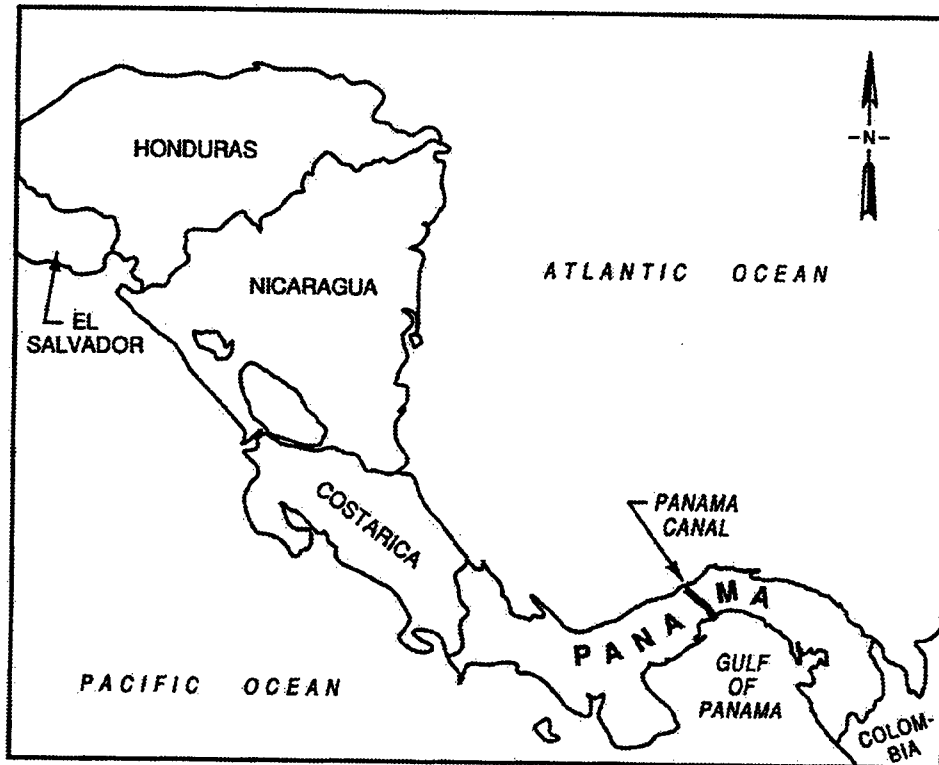 HONDURAS
-N-
NICARAGUA
ATLANTIC OCEAN
EL
SALVADOR
COSTARICA
PANAMA
CANAL
PANAMA
GULF
OF
PANAMA
PACIFIC OCEAN
COLOM-
BIA